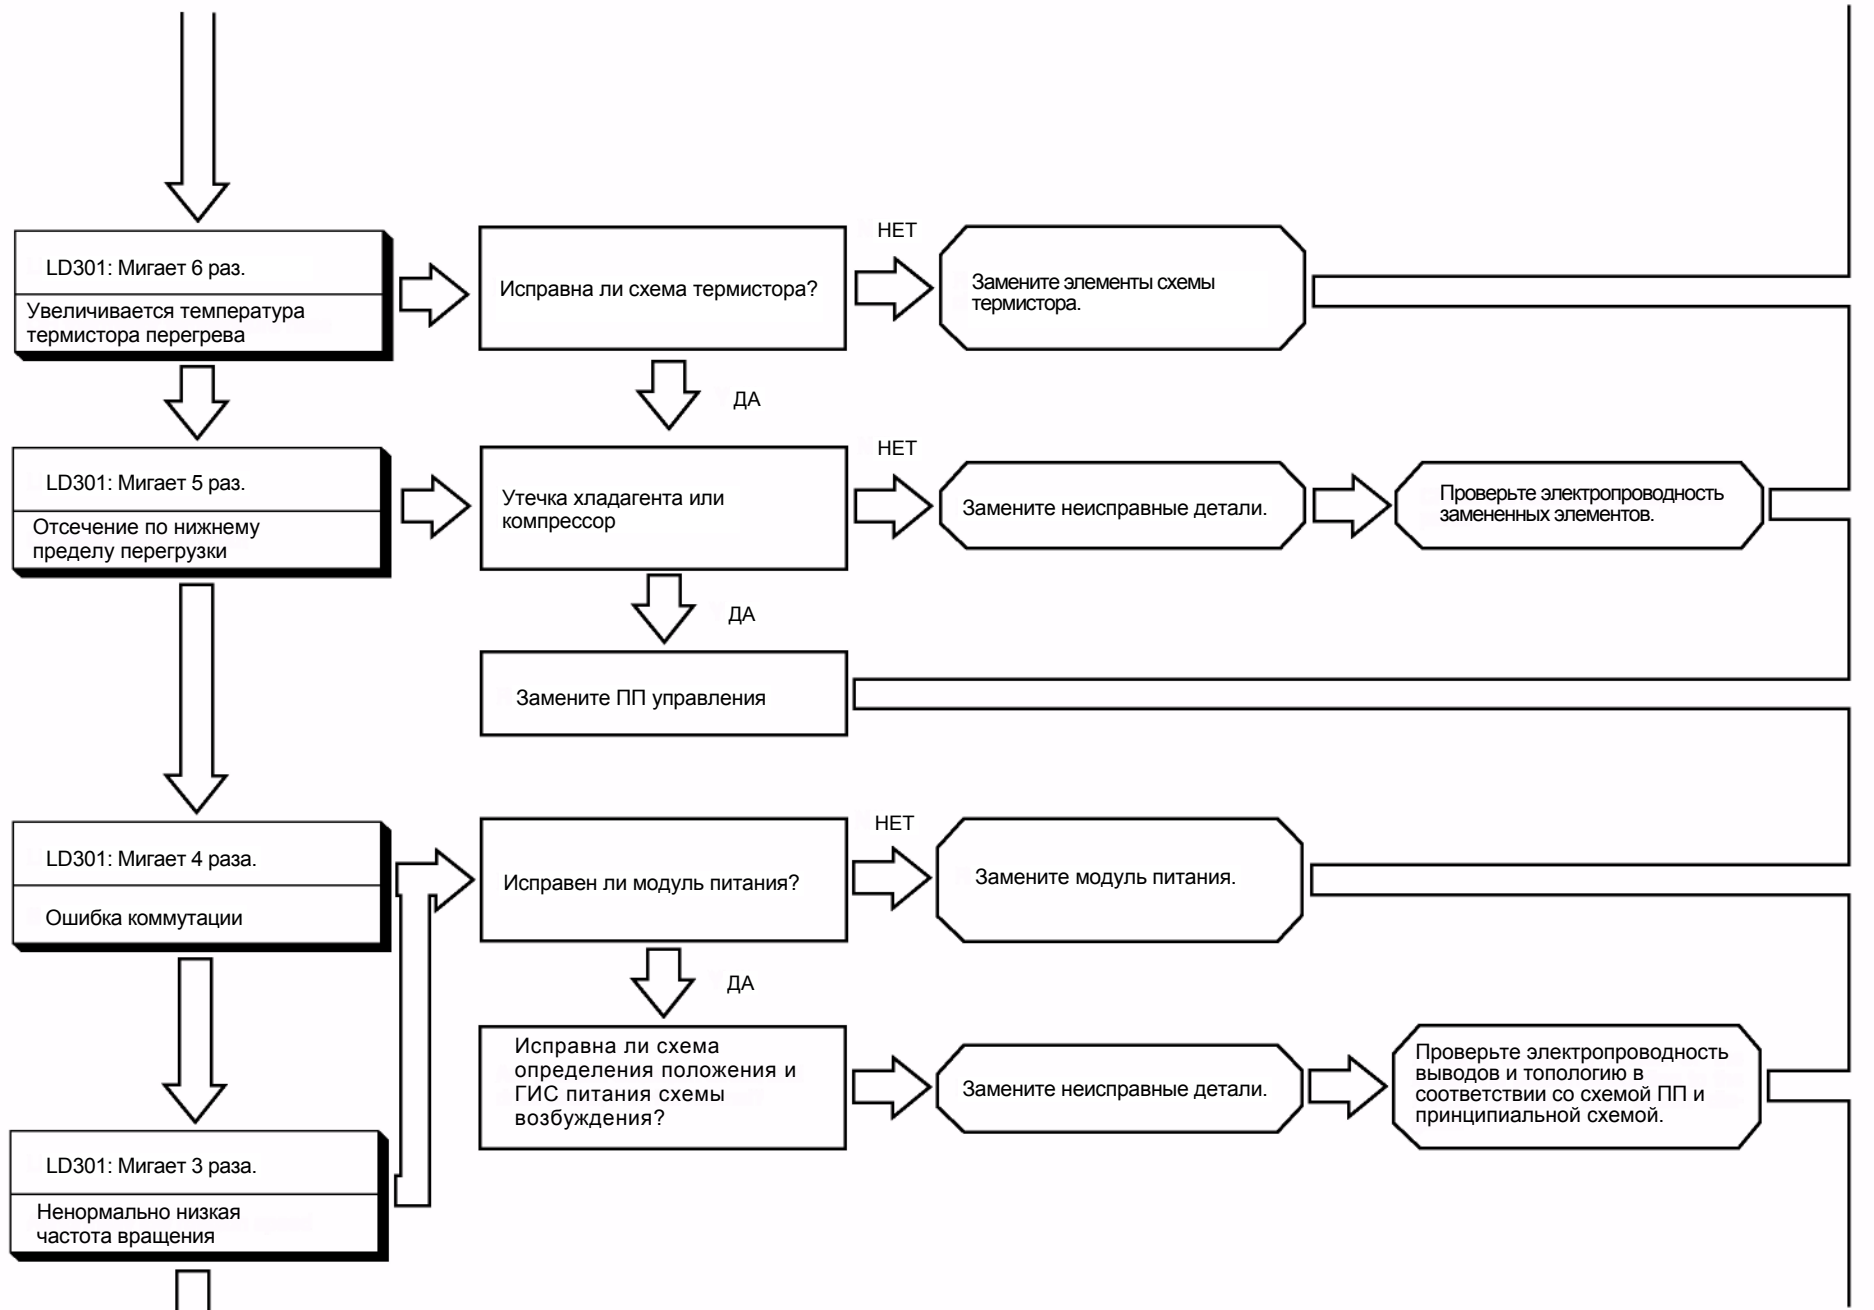 НЕТ
LD301: Мигает 6 раз.
Увеличивается температура
термистора перегрева
Исправна ли схема термистора?
Замените элементы схемы
термистора.
ДА
НЕТ
LD301: Мигает 5 раз.
Отсечение по нижнему
пределу перегрузки
Утечка хладагента или
компрессор
Замените неисправные детали.
Проверьте электропроводность
замененных элементов.
ДА
Замените ПП управления
НЕТ
LD301: Мигает 4 раза.
Ошибка коммутации
Исправен ли модуль питания?
Замените модуль питания.
ДА
Исправна ли схема
определения положения и
ГИС питания схемы
возбуждения?
Замените неисправные детали.
Проверьте электропроводность
выводов и топологию в
соответствии со схемой ПП и
принципиальной схемой.
LD301: Мигает 3 раза.
Ненормально низкая
частота вращения